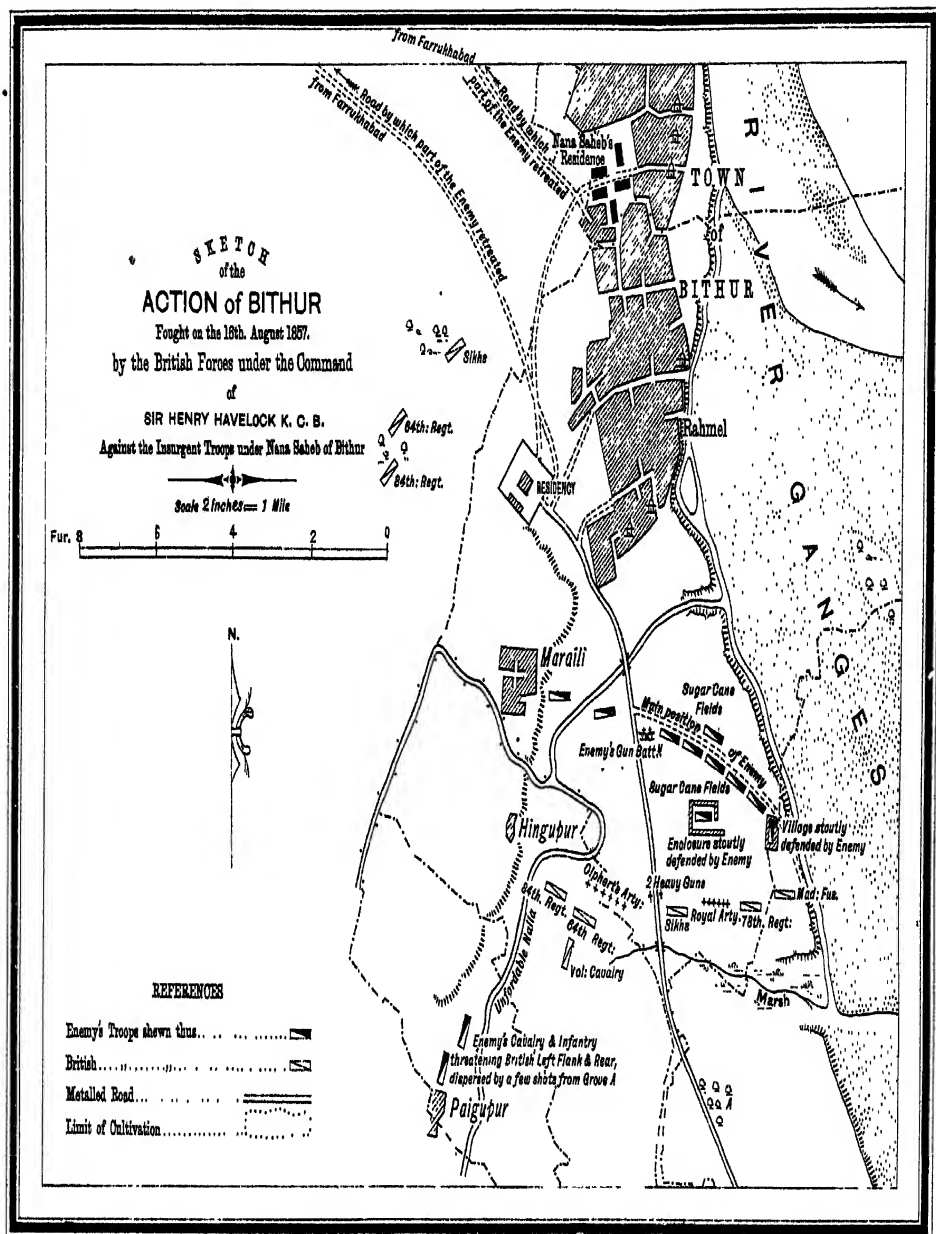 from Farrukhabad
Road by which
part of the Enemy retreated
Road by which part of the Enemy retreated
from Farrukhabad
Nana Saheb's
Residence
TOWN
of
BITHUR
RIVER
GANGES
SKETCH
of the
ACTION of BITHUR
Fought on the 16th. August 1857.
by the British Forces under the Command
of
SIR HENRY HAVELOCK K. C. B.
Against the Insurgent Troops under Nana Saheb of Bithur
Scale 2 inches = 1 Mile
Fur. 8 4 2 0
Sikhs
64th: Regt.
84th: Regt.
Rahmel
RESIDENCY
N.
Maraili
Sugar Cane
Fields
Main position of Enemy
Enemy's Gun Batty.
Sugar Cane Fields
Enclosure stoutly
defended by Enemy
Village stoutly
defended by Enemy
Hingupur
Olpherts Arty:
2 Heavy Guns
84th. Regt.
64th Regt:
Vol: Cavalry
Sikhs
Royal Arty.
78th. Regt:
Mad: Fus.
Unfordable Nalla
Marsh
Enemy's Cavalry & Infantry
threatening British Left Flank & Rear,
dispersed by a few shots from Grove A
A
Paigupur
REFERENCES
Enemy's Troops shewn thus
British
Metalled Road
Limit of Cultivation